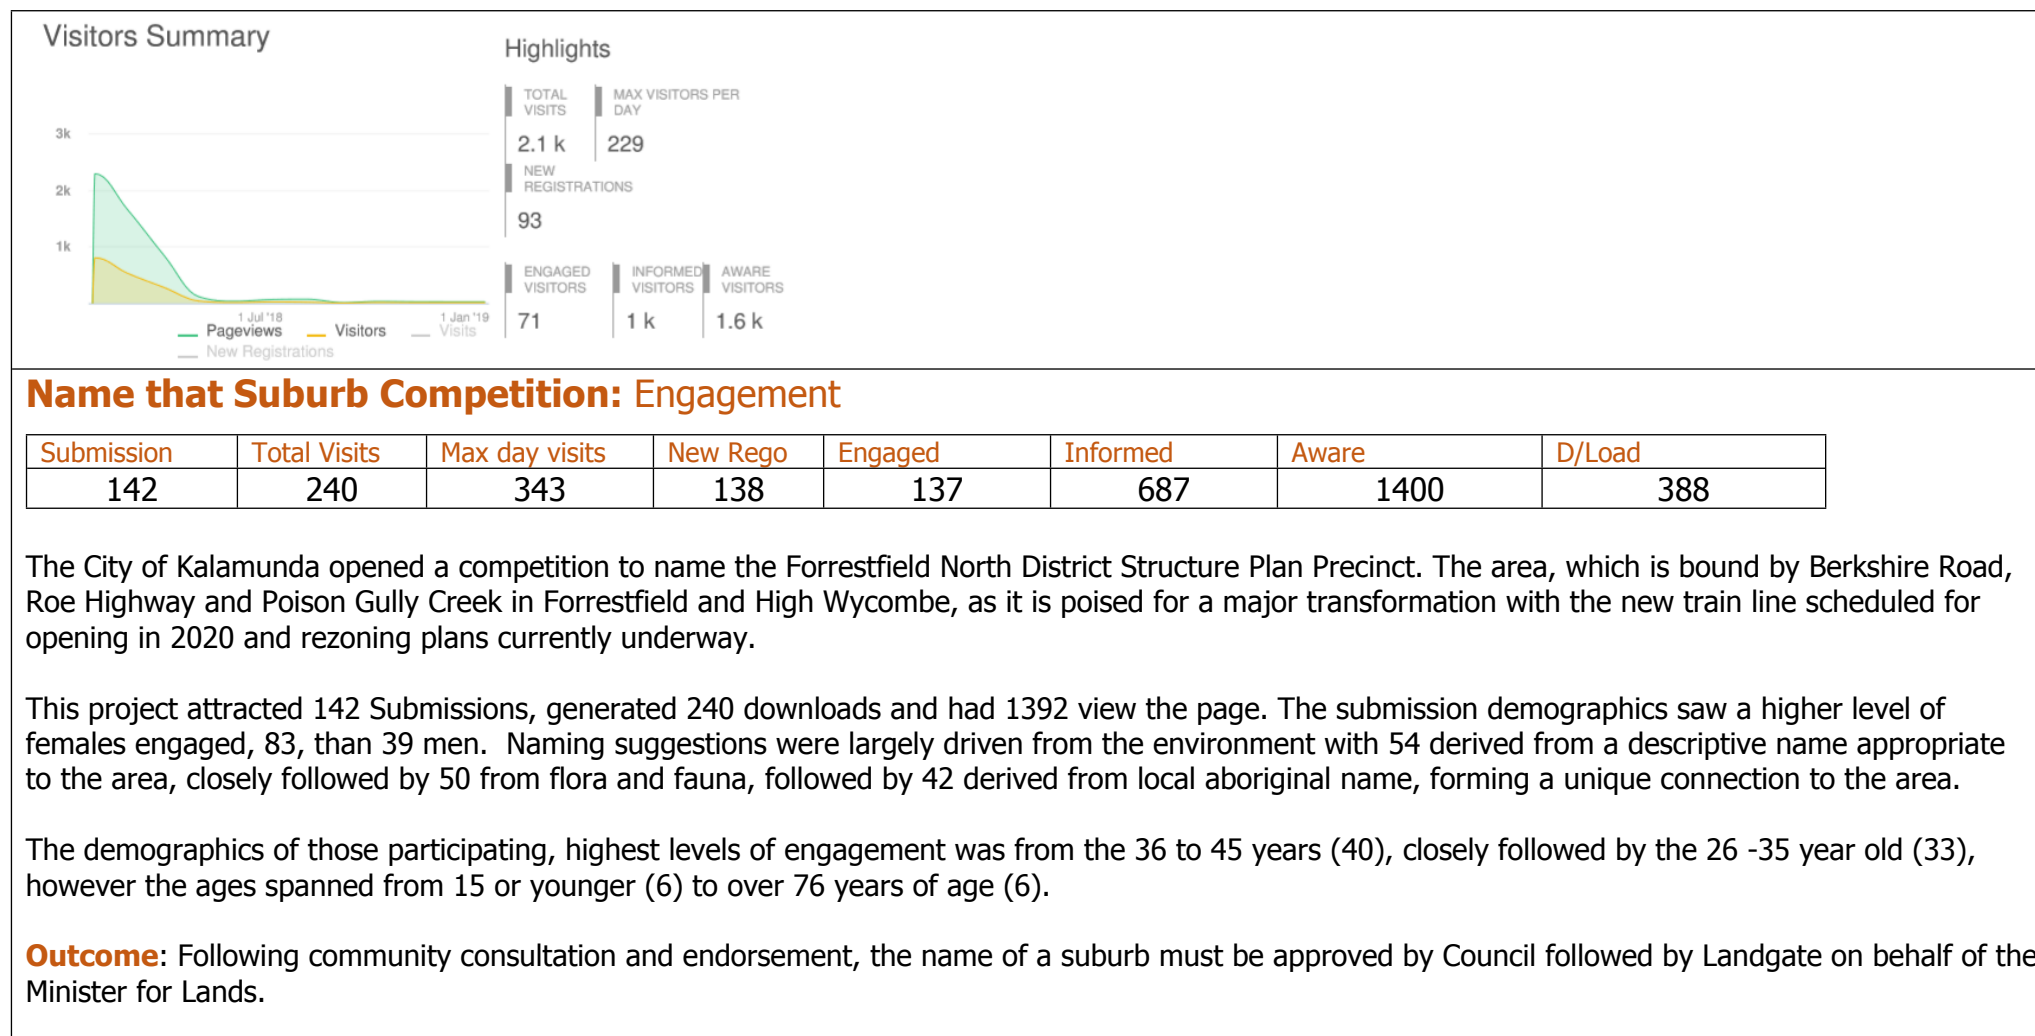 Visitors Summary
Highlights
TOTAL VISITS
2.1 k
MAX VISITORS PER DAY
229
NEW REGISTRATIONS
93
ENGAGED VISITORS
71
INFORMED VISITORS
1 k
AWARE VISITORS
1.6 k
3k
2k
1k
1 Jul '18
1 Jan '19
Pageviews
Visitors
Visits
New Registrations
Name that Suburb Competition: Engagement
Submission Total Visits Max day visits New Rego Engaged Informed Aware D/Load
142 240 343 138 137 687 1400 388
The City of Kalamunda opened a competition to name the Forrestfield North District Structure Plan Precinct. The area, which is bound by Berkshire Road,
Roe Highway and Poison Gully Creek in Forrestfield and High Wycombe, as it is poised for a major transformation with the new train line scheduled for
opening in 2020 and rezoning plans currently underway.
This project attracted 142 Submissions, generated 240 downloads and had 1392 view the page. The submission demographics saw a higher level of
females engaged, 83, than 39 men.  Naming suggestions were largely driven from the environment with 54 derived from a descriptive name appropriate
to the area, closely followed by 50 from flora and fauna, followed by 42 derived from local aboriginal name, forming a unique connection to the area.
The demographics of those participating, highest levels of engagement was from the 36 to 45 years (40), closely followed by the 26 -35 year old (33),
however the ages spanned from 15 or younger (6) to over 76 years of age (6).
Outcome: Following community consultation and endorsement, the name of a suburb must be approved by Council followed by Landgate on behalf of the
Minister for Lands.